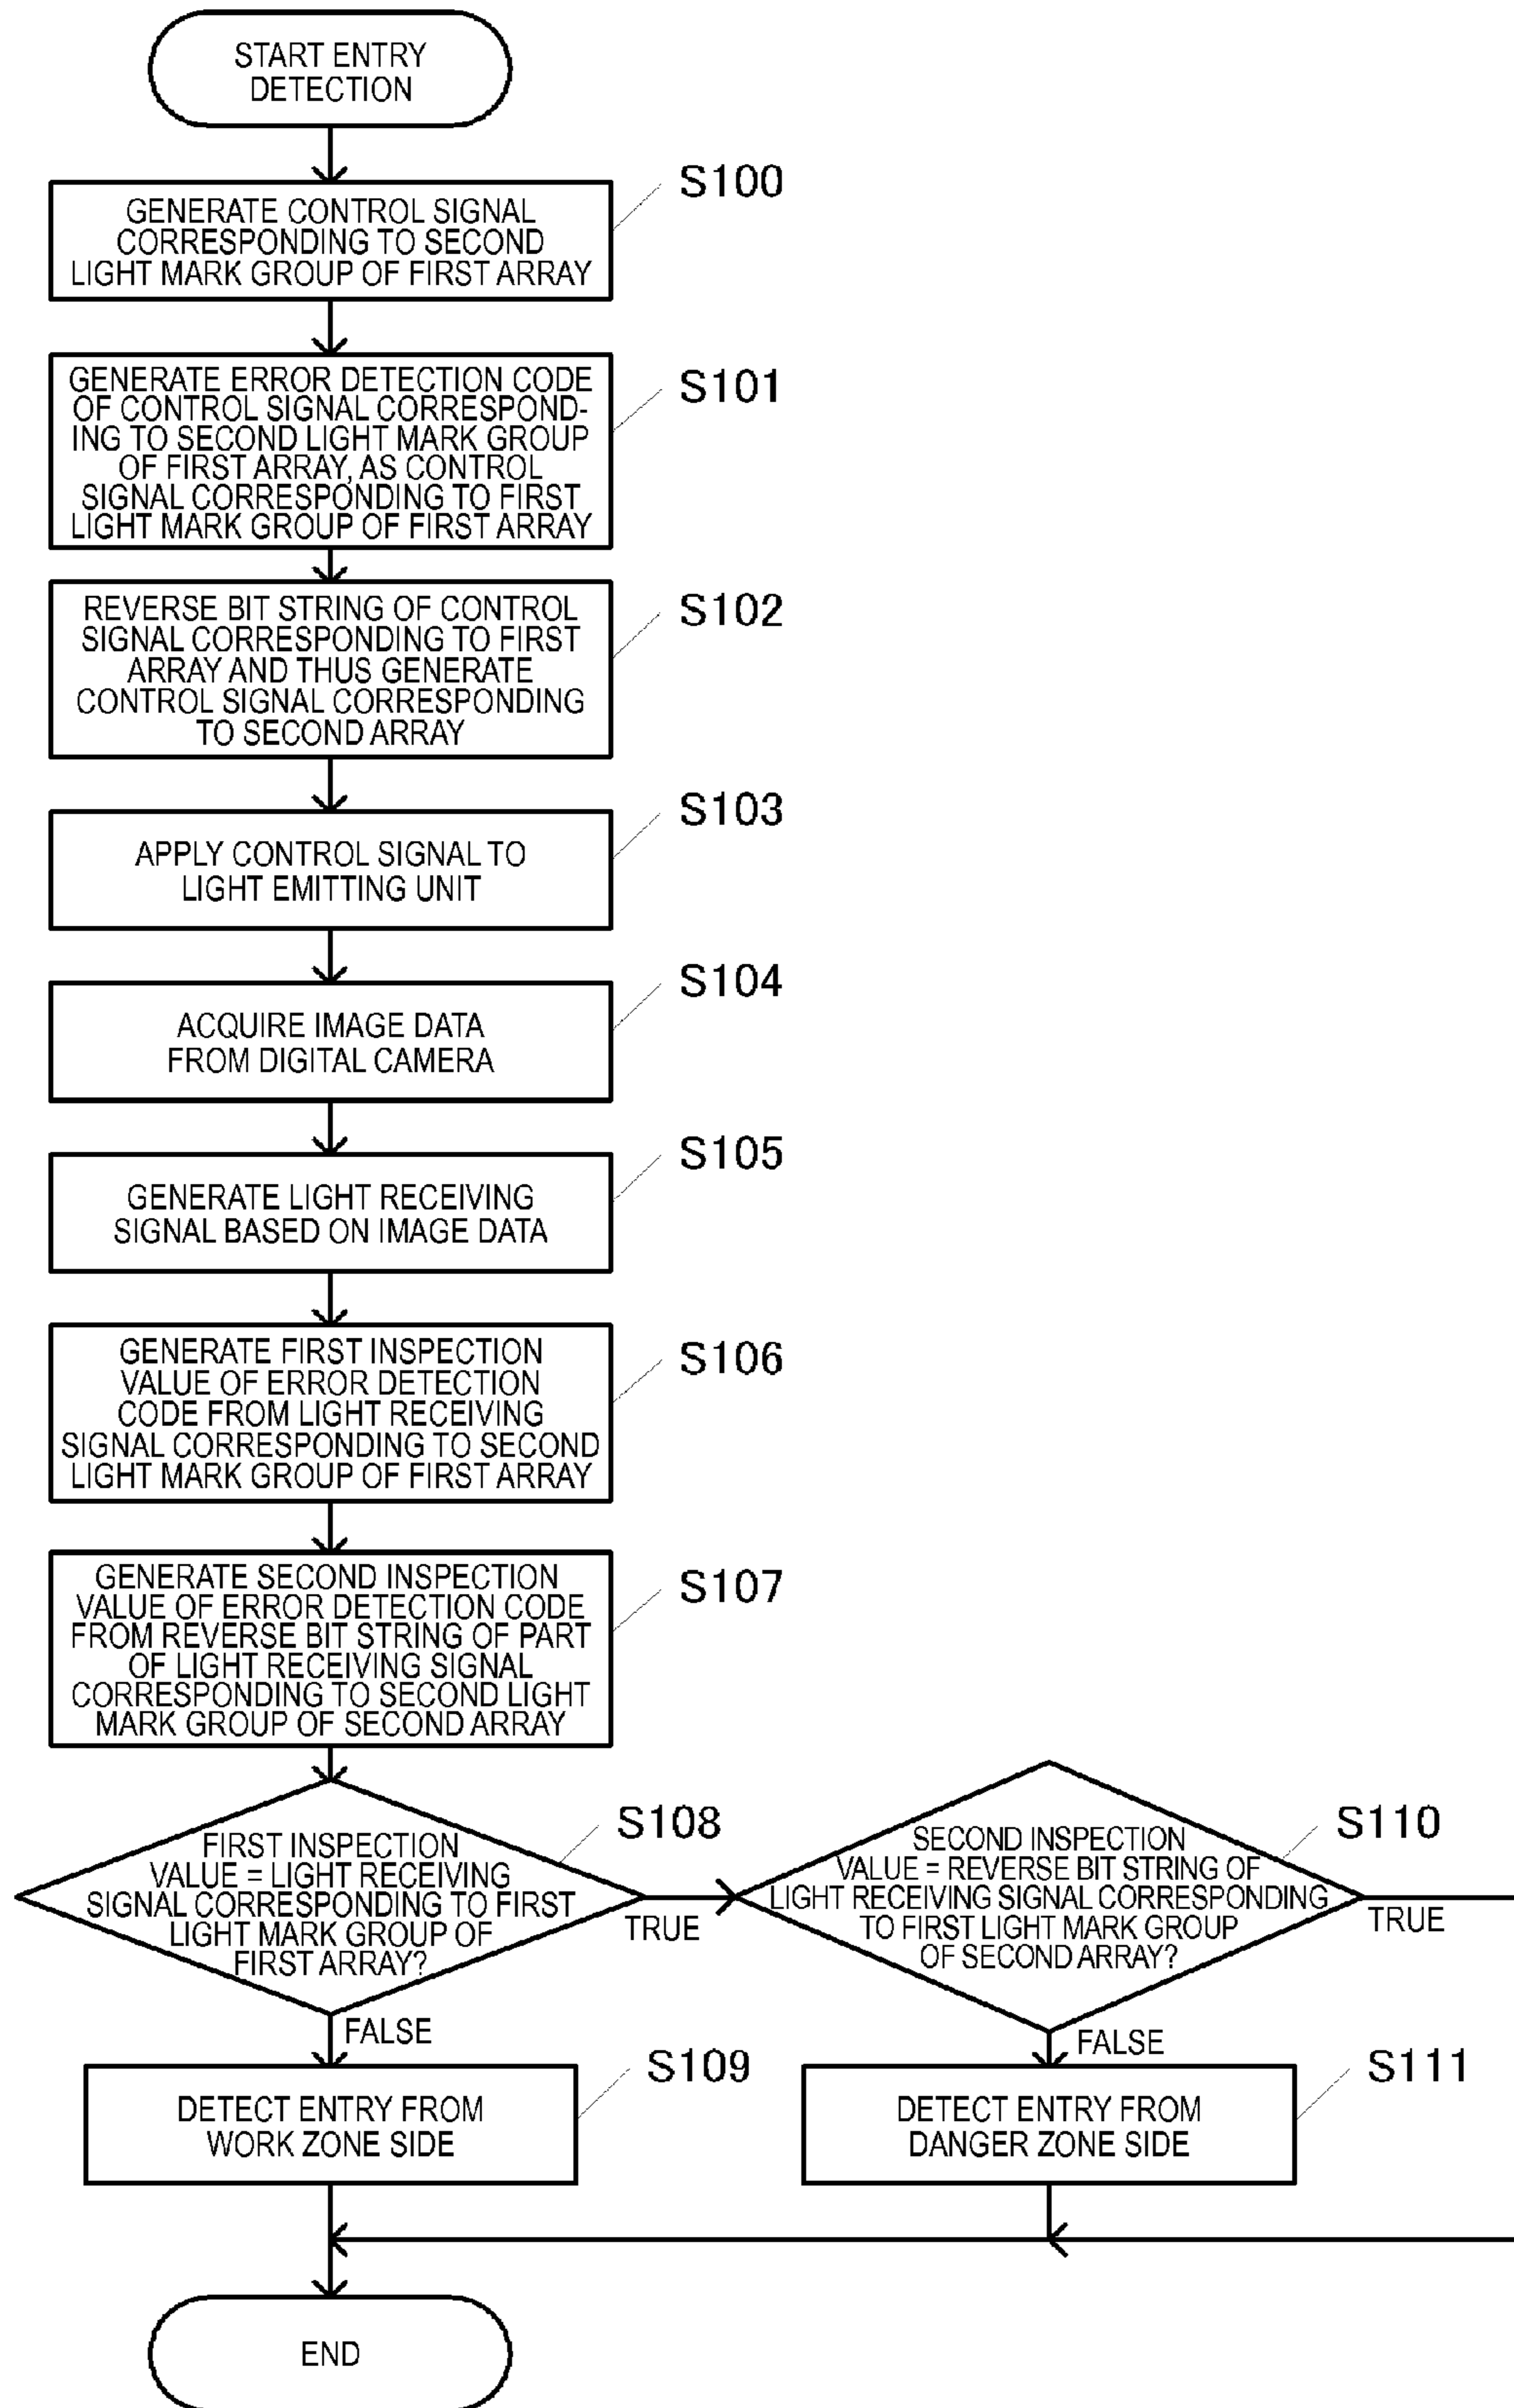 START ENTRY
DETECTION
S100
GENERATE CONTROL SIGNAL
CORRESPONDING TO SECOND
LIGHT MARK GROUP OF FIRST ARRAY
S101
GENERATE ERROR DETECTION CODE
OF CONTROL SIGNAL CORRESPOND-
ING TO SECOND LIGHT MARK GROUP
OF FIRST ARRAY, AS CONTROL
SIGNAL CORRESPONDING TO FIRST
LIGHT MARK GROUP OF FIRST ARRAY
S102
REVERSE BIT STRING OF CONTROL
SIGNAL CORRESPONDING TO FIRST
ARRAY AND THUS GENERATE
CONTROL SIGNAL CORRESPONDING
TO SECOND ARRAY
S103
APPLY CONTROL SIGNAL TO
LIGHT EMITTING UNIT
S104
ACQUIRE IMAGE DATA
FROM DIGITAL CAMERA
S105
GENERATE LIGHT RECEIVING
SIGNAL BASED ON IMAGE DATA
S106
GENERATE FIRST INSPECTION
VALUE OF ERROR DETECTION
CODE FROM LIGHT RECEIVING
SIGNAL CORRESPONDING TO SECOND
LIGHT MARK GROUP OF FIRST ARRAY
S107
GENERATE SECOND INSPECTION
VALUE OF ERROR DETECTION CODE
FROM REVERSE BIT STRING OF PART
OF LIGHT RECEIVING SIGNAL
CORRESPONDING TO SECOND LIGHT
MARK GROUP OF SECOND ARRAY
S108
FIRST INSPECTION
VALUE = LIGHT RECEIVING
SIGNAL CORRESPONDING TO FIRST
LIGHT MARK GROUP OF
FIRST ARRAY?
TRUE
S110
SECOND INSPECTION
VALUE = REVERSE BIT STRING OF
LIGHT RECEIVING SIGNAL CORRESPONDING
TO FIRST LIGHT MARK GROUP
OF SECOND ARRAY?
TRUE
FALSE
S109
DETECT ENTRY FROM
WORK ZONE SIDE
FALSE
S111
DETECT ENTRY FROM
DANGER ZONE SIDE
END